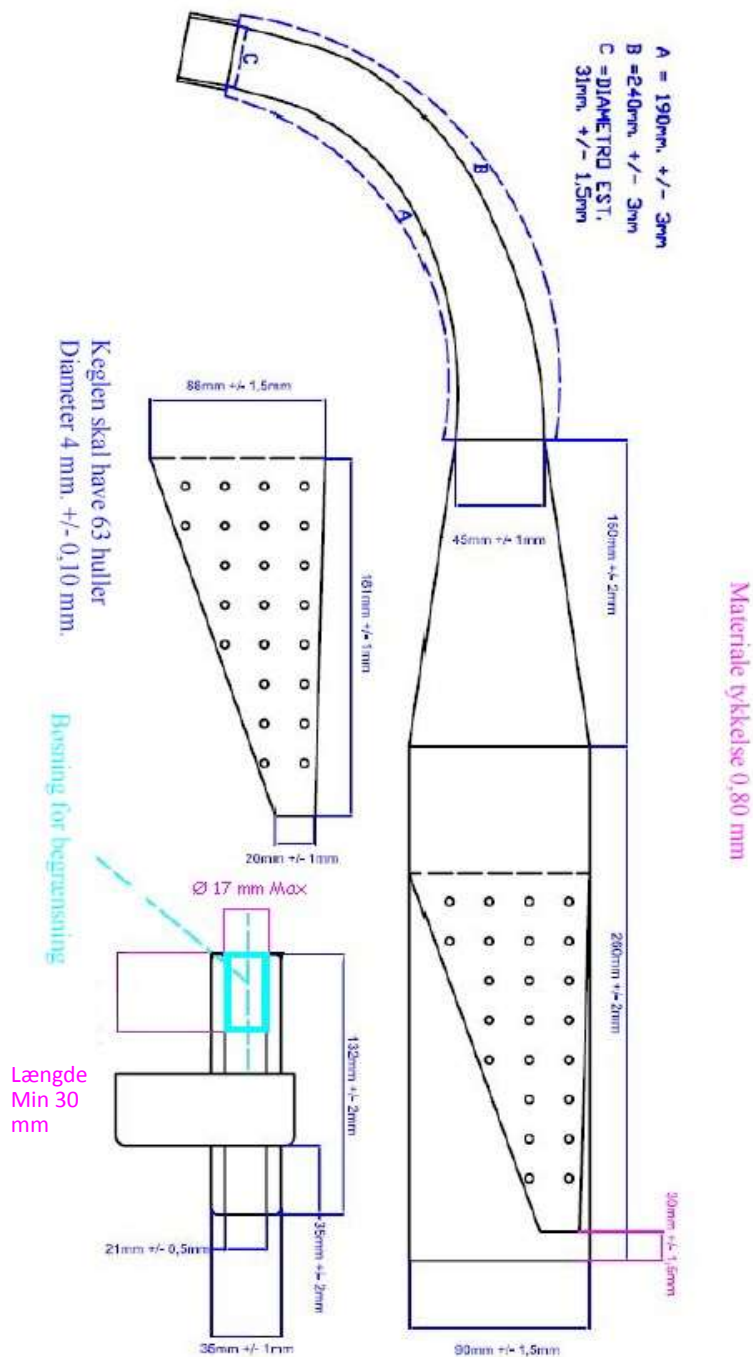 A = 190mm. +/- 3mm
B =240mm. +/- 3mm
C =DIAMETRO EST.
31mm. +/- 1,5mm
C
B
A
Materiale tykkelse 0,80 mm
88mm +/- 1,5mm
45mm +/- 1mm
+/- 2mm
Keglen skal have 63 huller
Diameter 4 mm. +/- 0,10 mm.
181mm +/- 1mm
20mm +/- 1mm
260mm +/- 2mm
Bøsning for begrænsning
Ø 17 mm Max
132mm +/- 2mm
Længde
Min 30
mm
30mm +/- 1,5mm
35mm +/- 2mm
21mm +/- 0,5mm
35mm +/- 1mm
90mm +/- 1,5mm